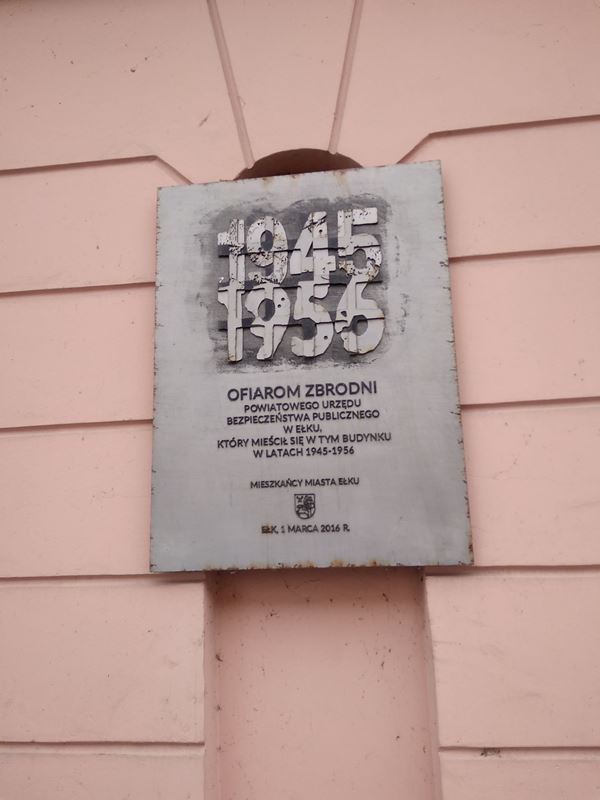 1945
1956
OFIAROM ZBRODNI
POWIATOWEGO URZĘDU
BEZPIECZEŃSTWA PUBLICZNEGO
W EŁKU,
KTÓRY MIEŚCIŁ SIĘ W TYM BUDYNKU
W LATACH 1945-1956
MIESZKAŃCY MIASTA EŁKU
EŁK, 1 MARCA 2016 R.